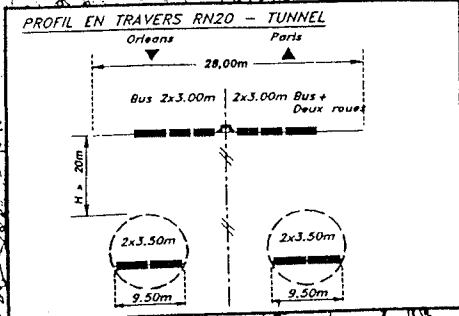 PROFIL EN TRAVERS RN20 – TUNNEL
Orleans Paris
28,00m
Bus 2x3.00m 2x3.00m Bus +
Deux roues
H > 20m
2x3.50m 2x3.50m
9.50m 9.50m